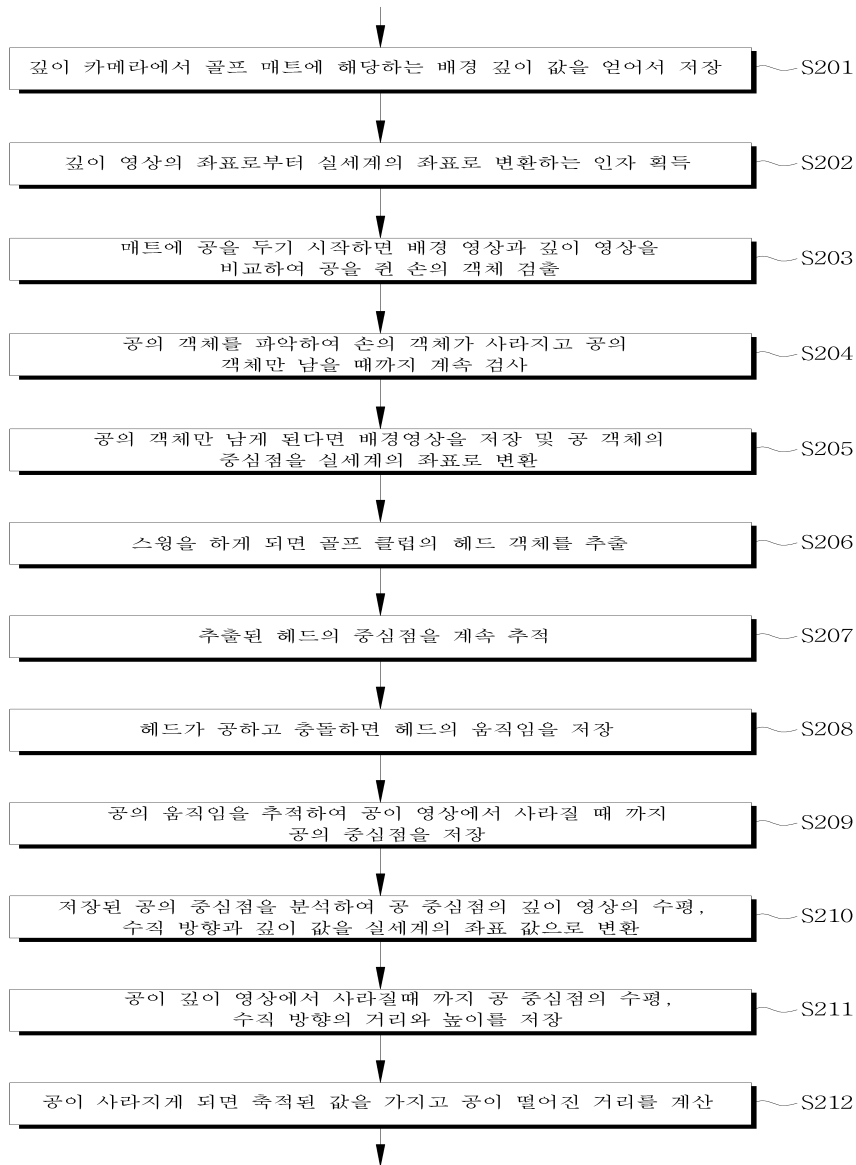 깊이 카메라에서 골프 매트에 해당하는 배경 깊이 값을 얻어서 저장
S201
깊이 영상의 좌표로부터 실세계의 좌표로 변환하는 인자 획득
S202
매트에 공을 두기 시작하면 배경 영상과 깊이 영상을
비교하여 공을 쥔 손의 객체 검출
S203
공의 객체를 파악하여 손의 객체가 사라지고 공의
객체만 남을 때까지 계속 검사
S204
공의 객체만 남게 된다면 배경영상을 저장 및 공 객체의
중심점을 실세계의 좌표로 변환
S205
스윙을 하게 되면 골프 클럽의 헤드 객체를 추출
S206
추출된 헤드의 중심점을 계속 추적
S207
헤드가 공하고 충돌하면 헤드의 움직임을 저장
S208
공의 움직임을 추적하여 공이 영상에서 사라질 때 까지
공의 중심점을 저장
S209
저장된 공의 중심점을 분석하여 공 중심점의 깊이 영상의 수평,
수직 방향과 깊이 값을 실세계의 좌표 값으로 변환
S210
공이 깊이 영상에서 사라질때 까지 공 중심점의 수평,
수직 방향의 거리와 높이를 저장
S211
공이 사라지게 되면 축적된 값을 가지고 공이 떨어진 거리를 계산
S212